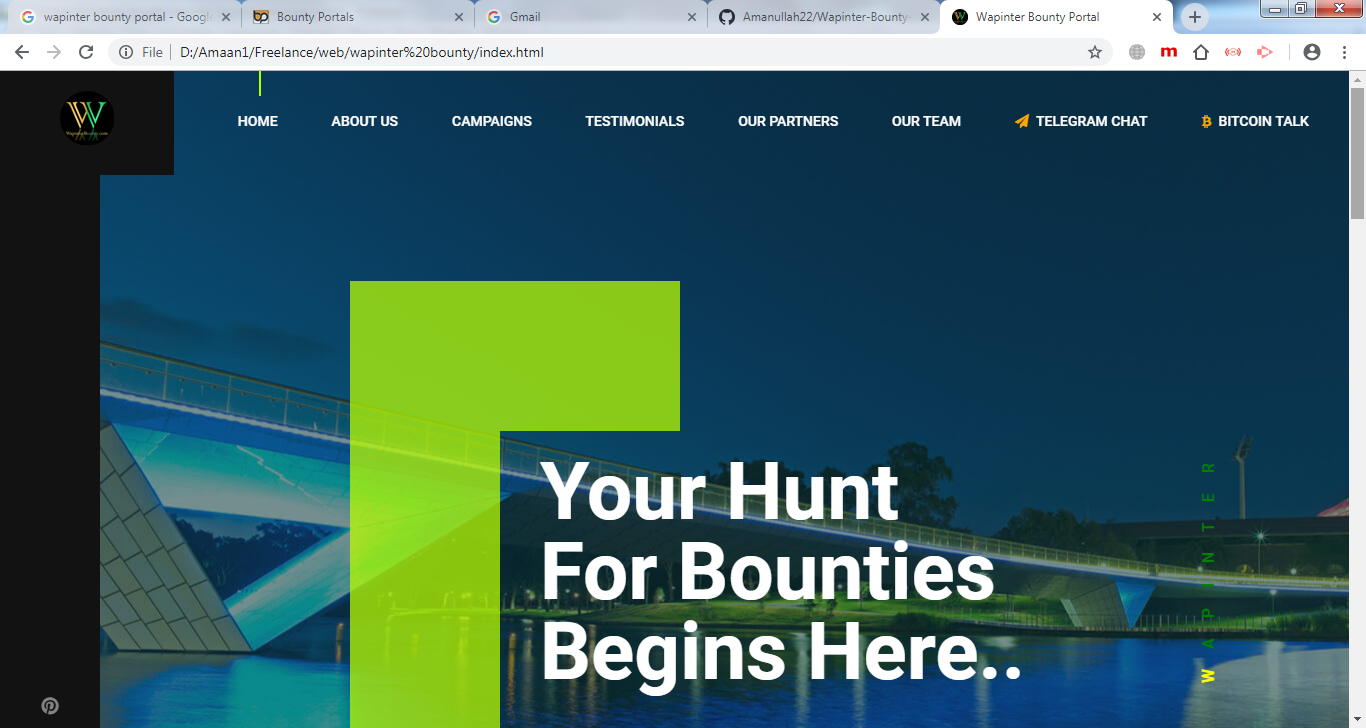 wapinter bounty portal - Googl
Bounty Portals
Gmail
Amanullah22/Wapinter-Bounty-
Wapinter Bounty Portal
File
D:/Amaan1/Freelance/web/wapinter%20bounty/index.html
m
W
HOME
ABOUT US
CAMPAIGNS
TESTIMONIALS
OUR PARTNERS
OUR TEAM
TELEGRAM CHAT
BITCOIN TALK
Your Hunt
For Bounties
Begins Here..
WAPINTER